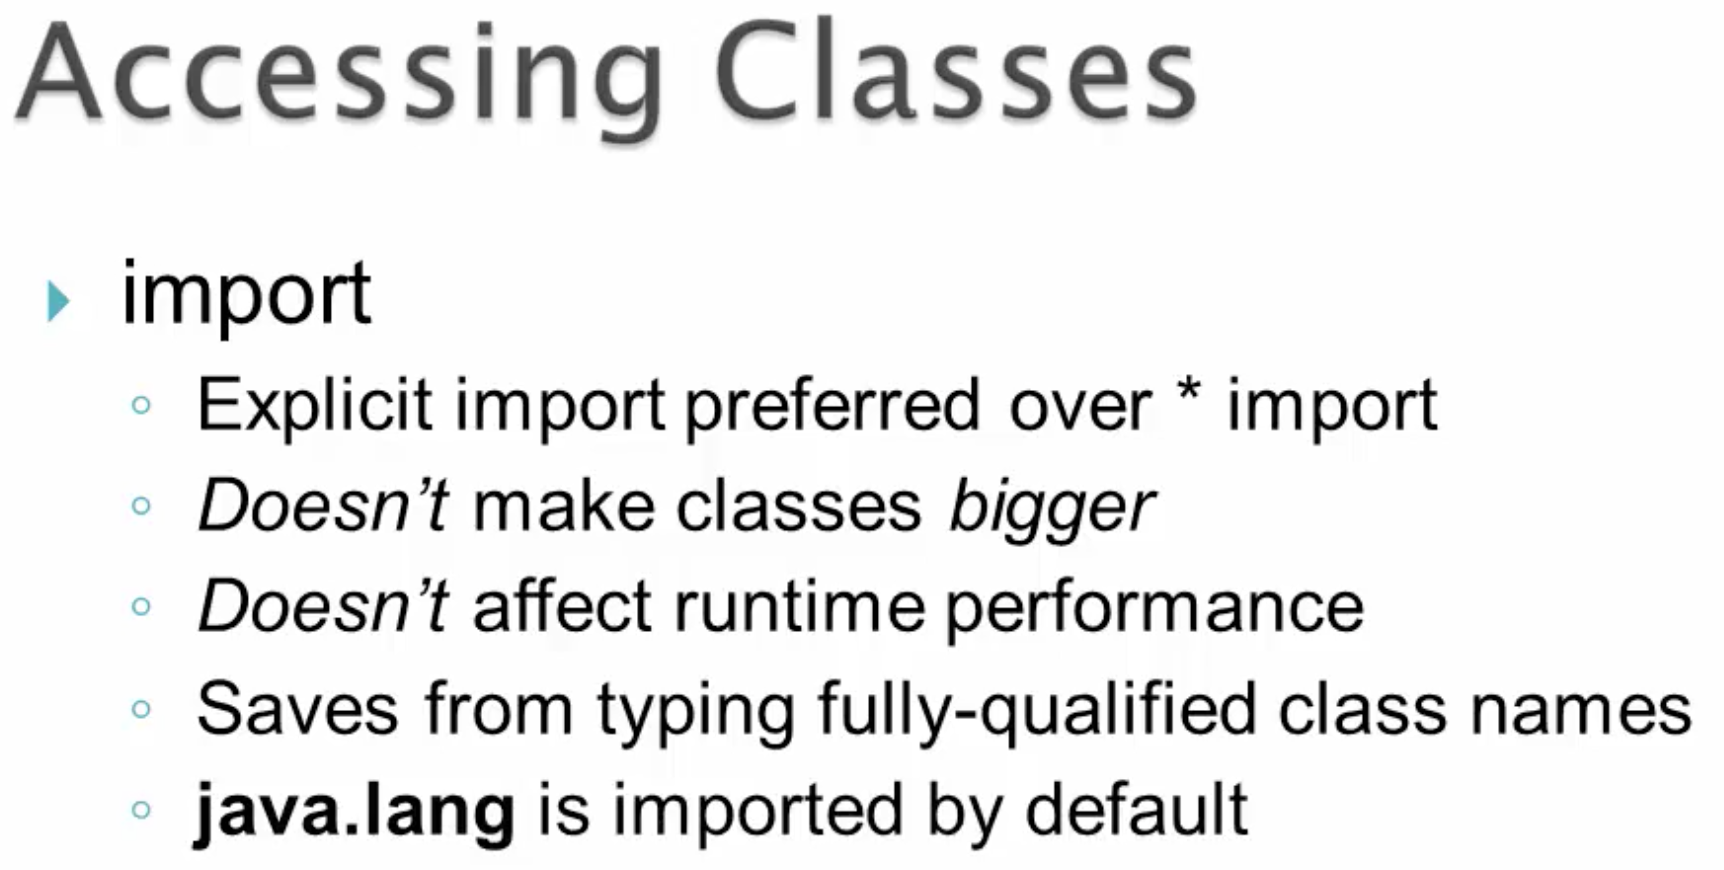 Accessing Classes
import
Explicit import preferred over * import
Doesn’t make classes bigger
Doesn’t affect runtime performance
Saves from typing fully-qualified class names
java.lang is imported by default